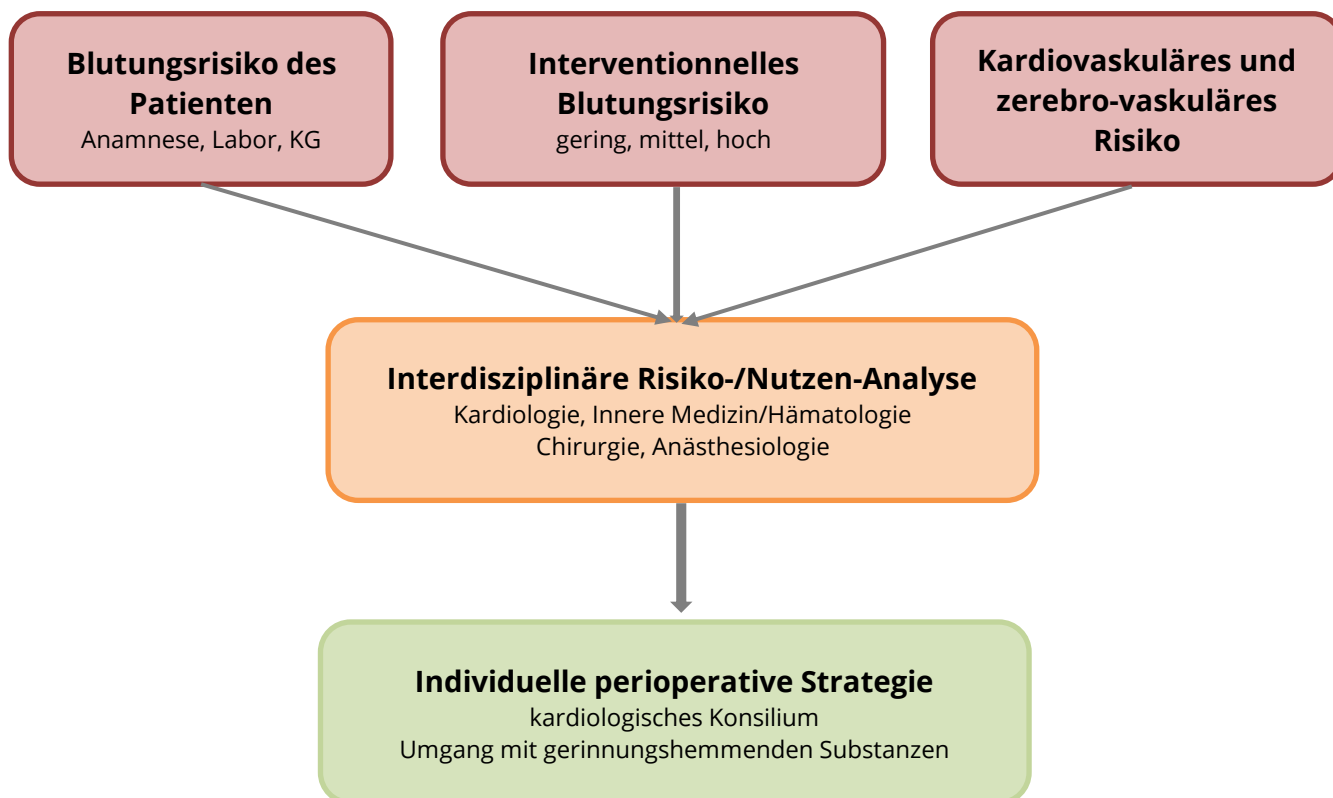 Blutungsrisiko des
Patienten
Anamnese, Labor, KG
Interventionnelles
Blutungsrisiko
gering, mittel, hoch
Kardiovaskuläres und
zerebro-vaskuläres
Risiko
Interdisziplinäre Risiko-/Nutzen-Analyse
Kardiologie, Innere Medizin/Hämatologie
Chirurgie, Anästhesiologie
Individuelle perioperative Strategie
kardiologisches Konsilium
Umgang mit gerinnungshemmenden Substanzen